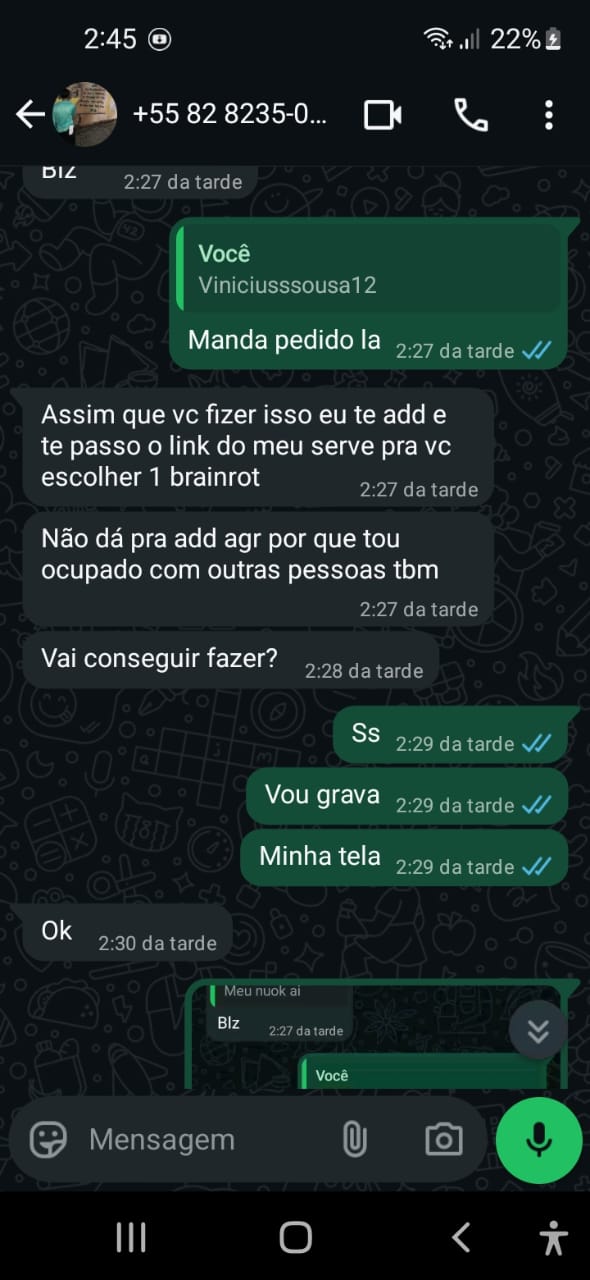 2:45
22%
+55 82 8235-0...
Blz
2:27 da tarde
Você
Viniciusssousa12
Manda pedido la
2:27 da tarde
Assim que vc fizer isso eu te add e
te passo o link do meu serve pra vc
escolher 1 brainrot
2:27 da tarde
Não dá pra add agr por que tou
ocupado com outras pessoas tbm
2:27 da tarde
Vai conseguir fazer?
2:28 da tarde
Ss
2:29 da tarde
Vou grava
2:29 da tarde
Minha tela
2:29 da tarde
Ok
2:30 da tarde
Meu nuok ai
Blz
2:27 da tarde
Você
Mensagem